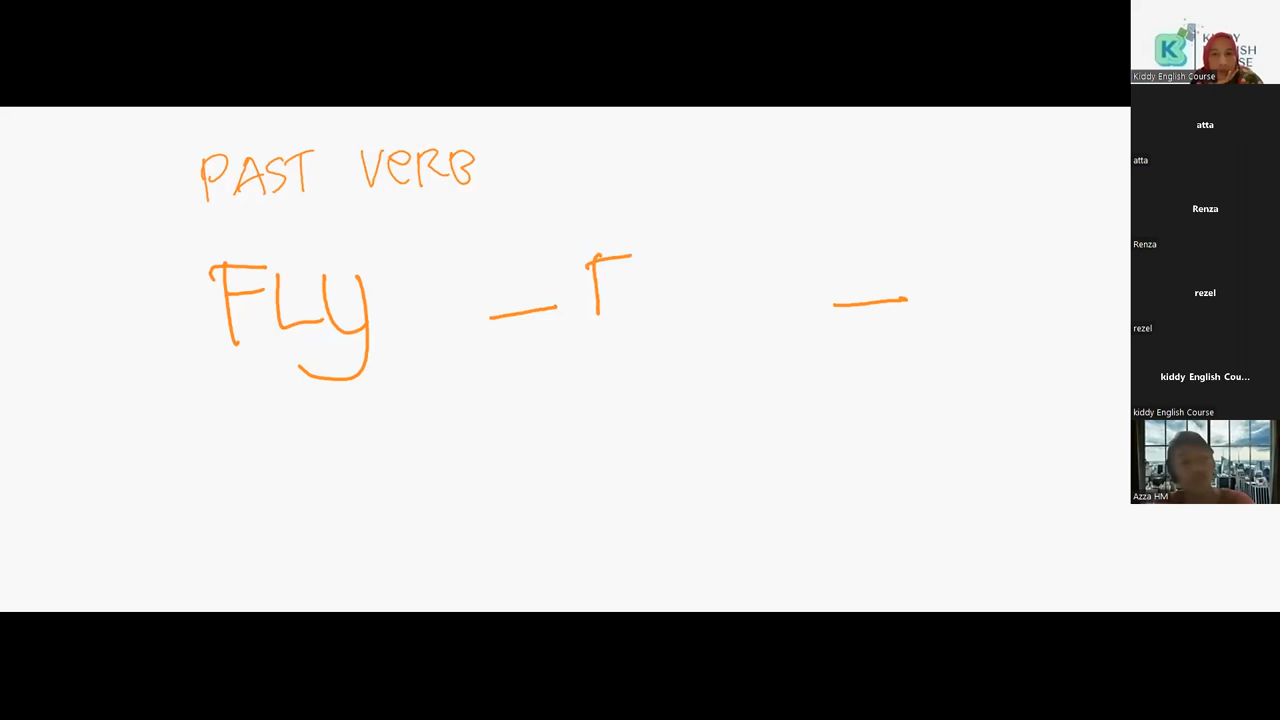 PAST VERB
FLY _ _
K
Kiddy English Course
atta
atta
Renza
Renza
rezel
rezel
kiddy English Cou...
kiddy English Course
Azza HM